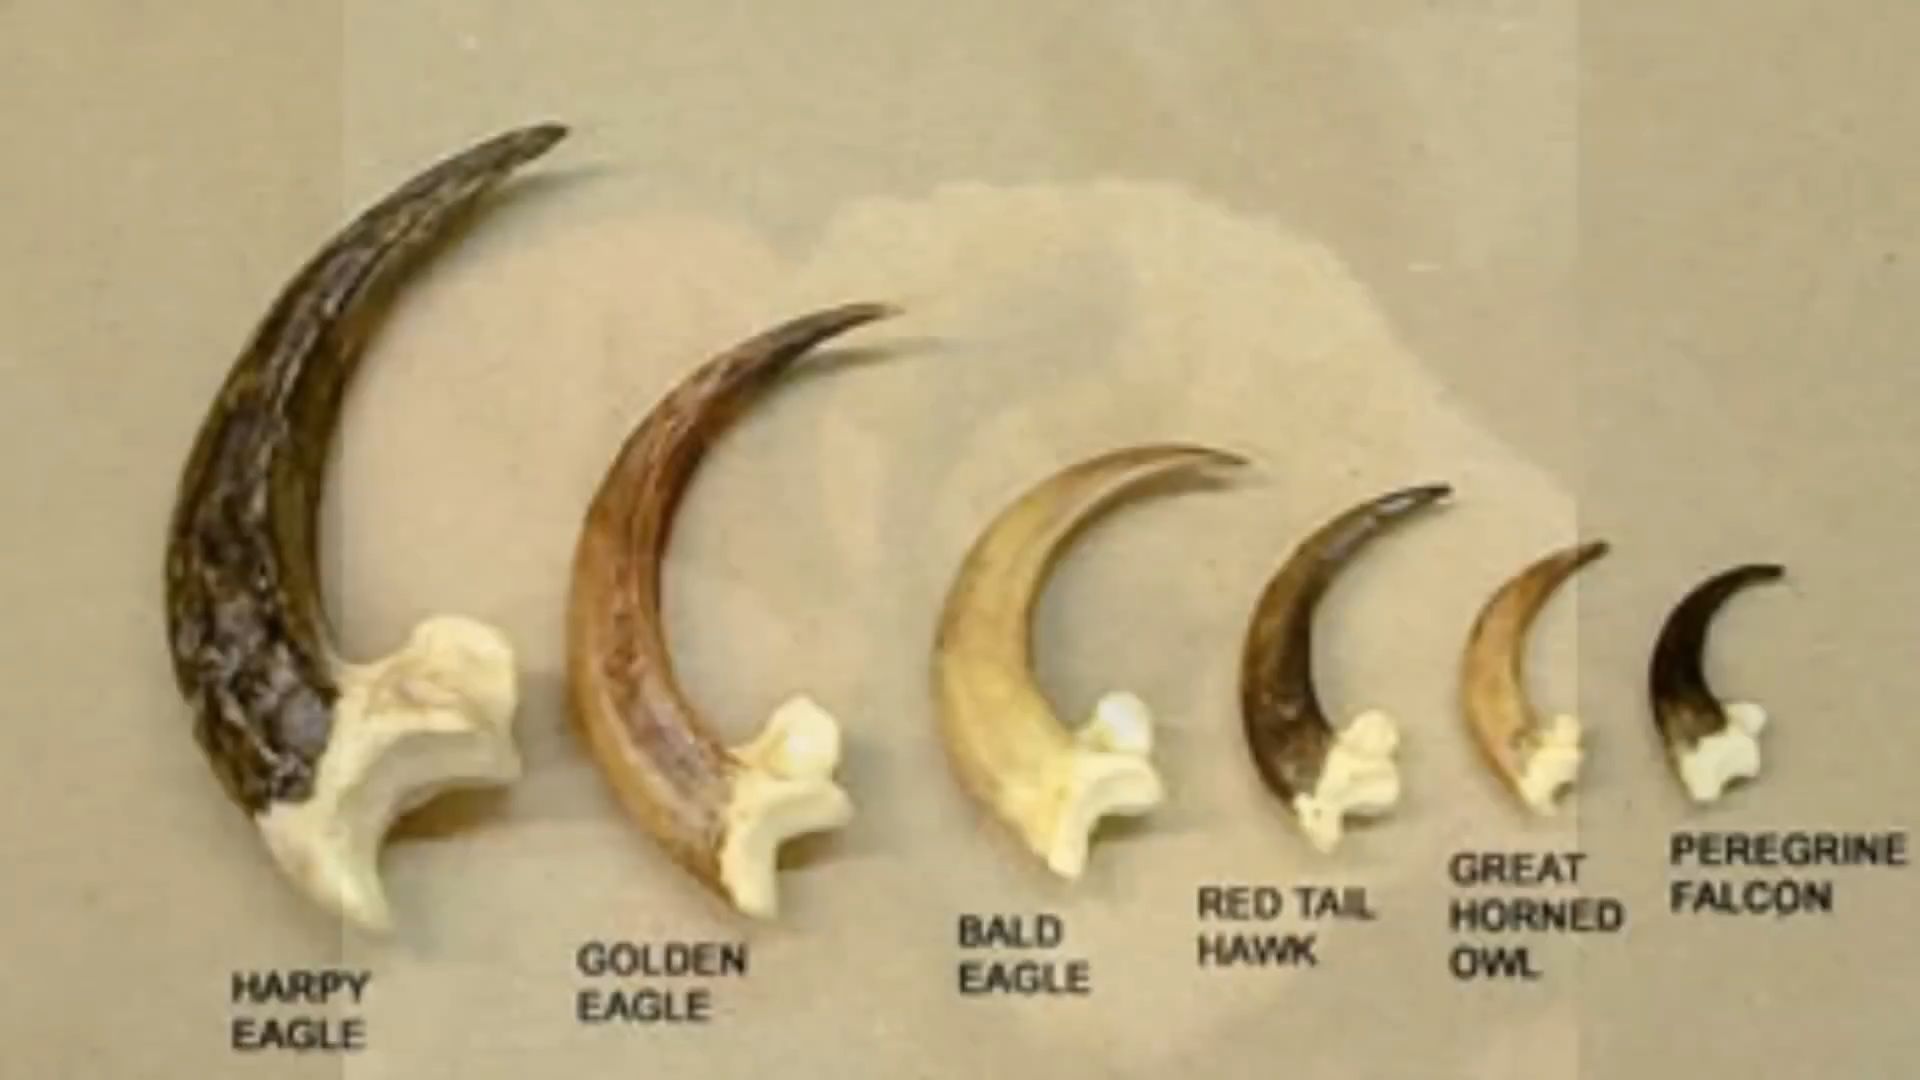 HARPY
EAGLE
GOLDEN
EAGLE
BALD
EAGLE
RED TAIL
HAWK
GREAT
HORNED
OWL
PEREGRINE
FALCON